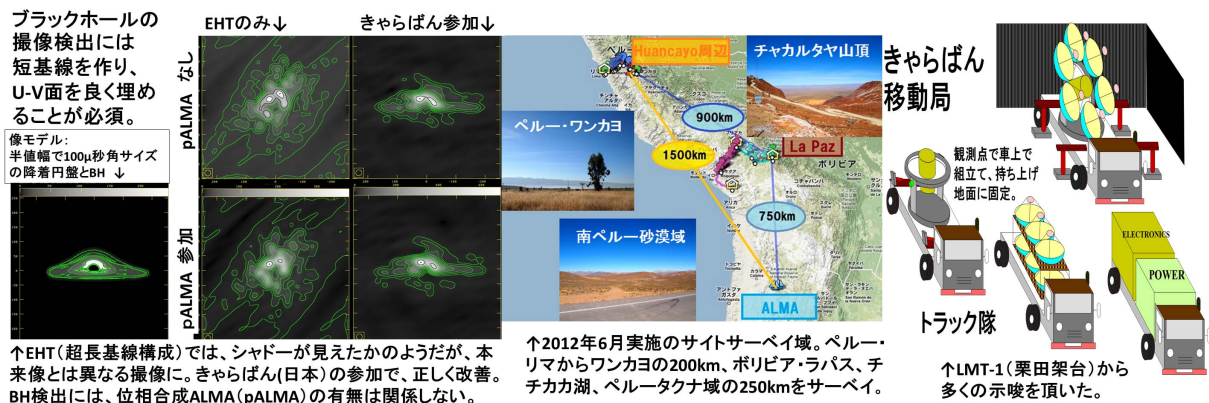 ブラックホールの
撮像検出には
短基線を作り、
U-V面を良く埋め
ることが必須。
像モデル：
半値幅で100μ秒角サイズ
の降着円盤とBH ↓
EHTのみ↓
きゃらばん参加↓
pALMA なし
pALMA 参加
↑EHT（超長基線構成）では、シャドーが見えたかのようだが、本
来像とは異なる撮像に。きゃらばん(日本）の参加で、正しく改善。
BH検出には、位相合成ALMA（pALMA）の有無は関係しない。
Huancayo周辺
チャカルタヤ山頂
ペルー・ワンカヨ
900km
1500km
La Paz
ボリビア
750km
南ペルー砂漠域
ALMA
↑2012年6月実施のサイトサーベイ域。ペルー・
リマからワンカヨの200km、ボリビア・ラパス、チ
チカカ湖、ペルータクナ域の250kmをサーベイ。
きゃらばん
移動局
観測点で車上で
組立て、持ち上げ
地面に固定。
ELECTRONICS
POWER
トラック隊
↑LMT-1（栗田架台）から
多くの示唆を頂いた。